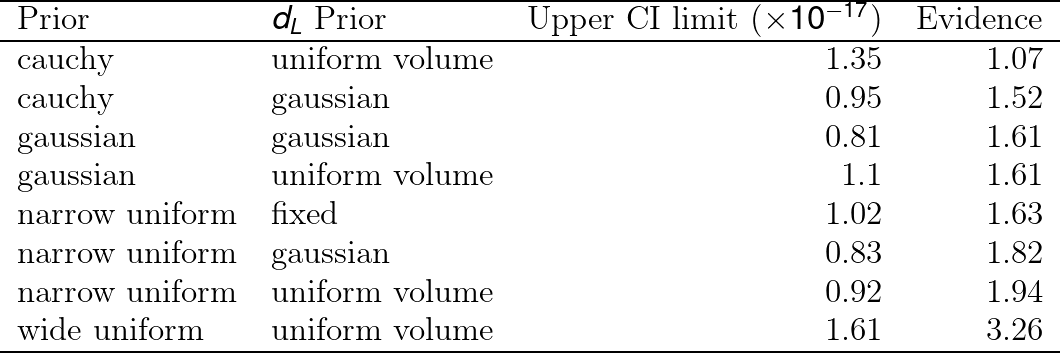 Prior d_L Prior Upper CI limit (×10⁻¹⁷) Evidence
cauchy uniform volume 1.35 1.07
cauchy gaussian 0.95 1.52
gaussian gaussian 0.81 1.61
gaussian uniform volume 1.1 1.61
narrow uniform fixed 1.02 1.63
narrow uniform gaussian 0.83 1.82
narrow uniform uniform volume 0.92 1.94
wide uniform uniform volume 1.61 3.26